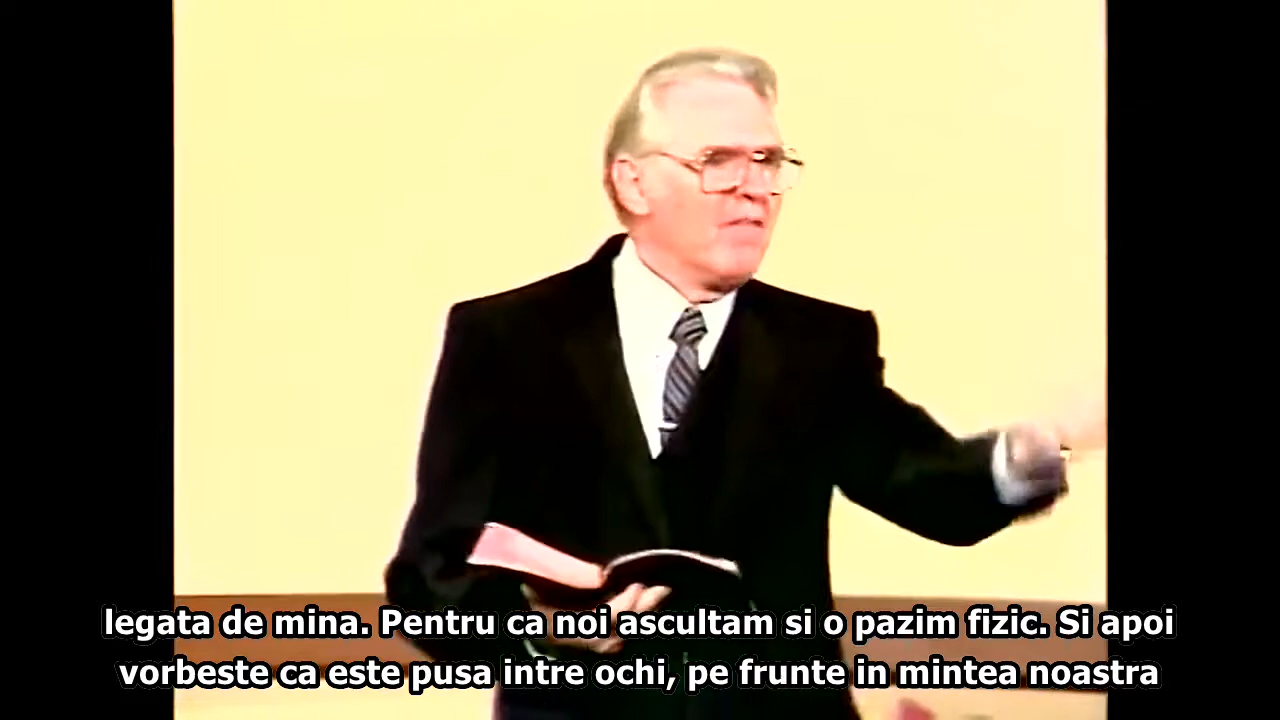 legata de mina. Pentru ca noi ascultam si o pazim fizic. Si apoi
vorbeste ca este pusa intre ochi, pe frunte in mintea noastra